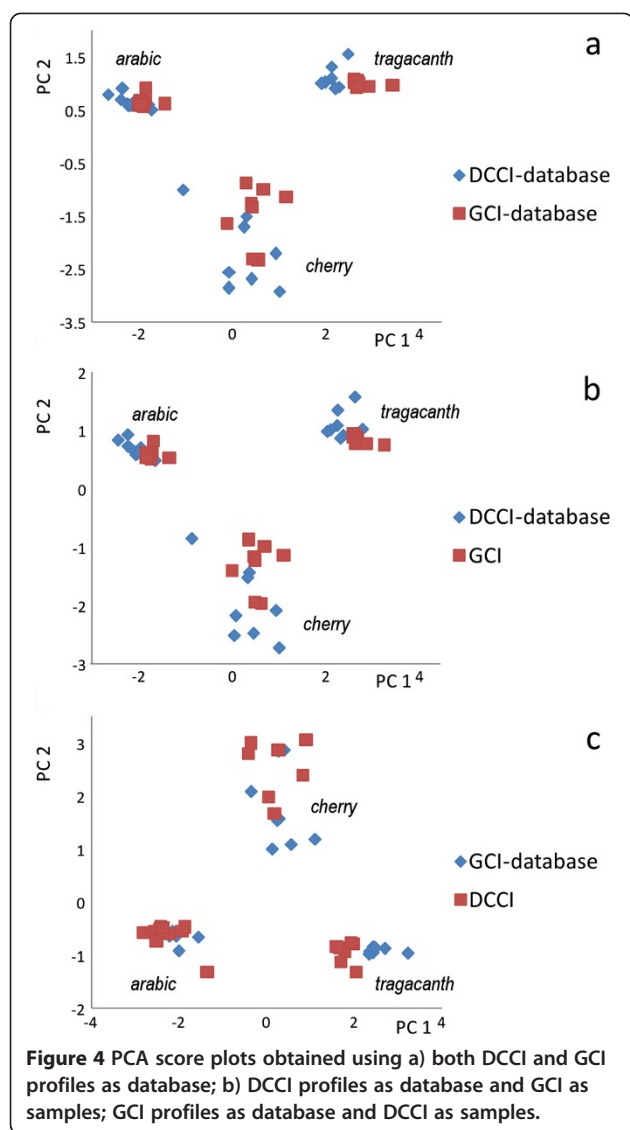 a
PC 2
1.5
0.5
-0.5
-1.5
-2.5
-3.5
arabic
tragacanth
cherry
DCCI-database
GCI-database
-2
0
2
4
PC 1
b
PC 2
2
1
0
-1
-2
-3
arabic
tragacanth
cherry
DCCI-database
GCI
-2
0
2
4
PC 1
c
PC 2
3
2
1
0
-1
-2
cherry
arabic
tragacanth
GCI-database
DCCI
-4
-2
0
2
4
PC 1
Figure 4 PCA score plots obtained using a) both DCCI and GCI
profiles as database; b) DCCI profiles as database and GCI as
samples; GCI profiles as database and DCCI as samples.